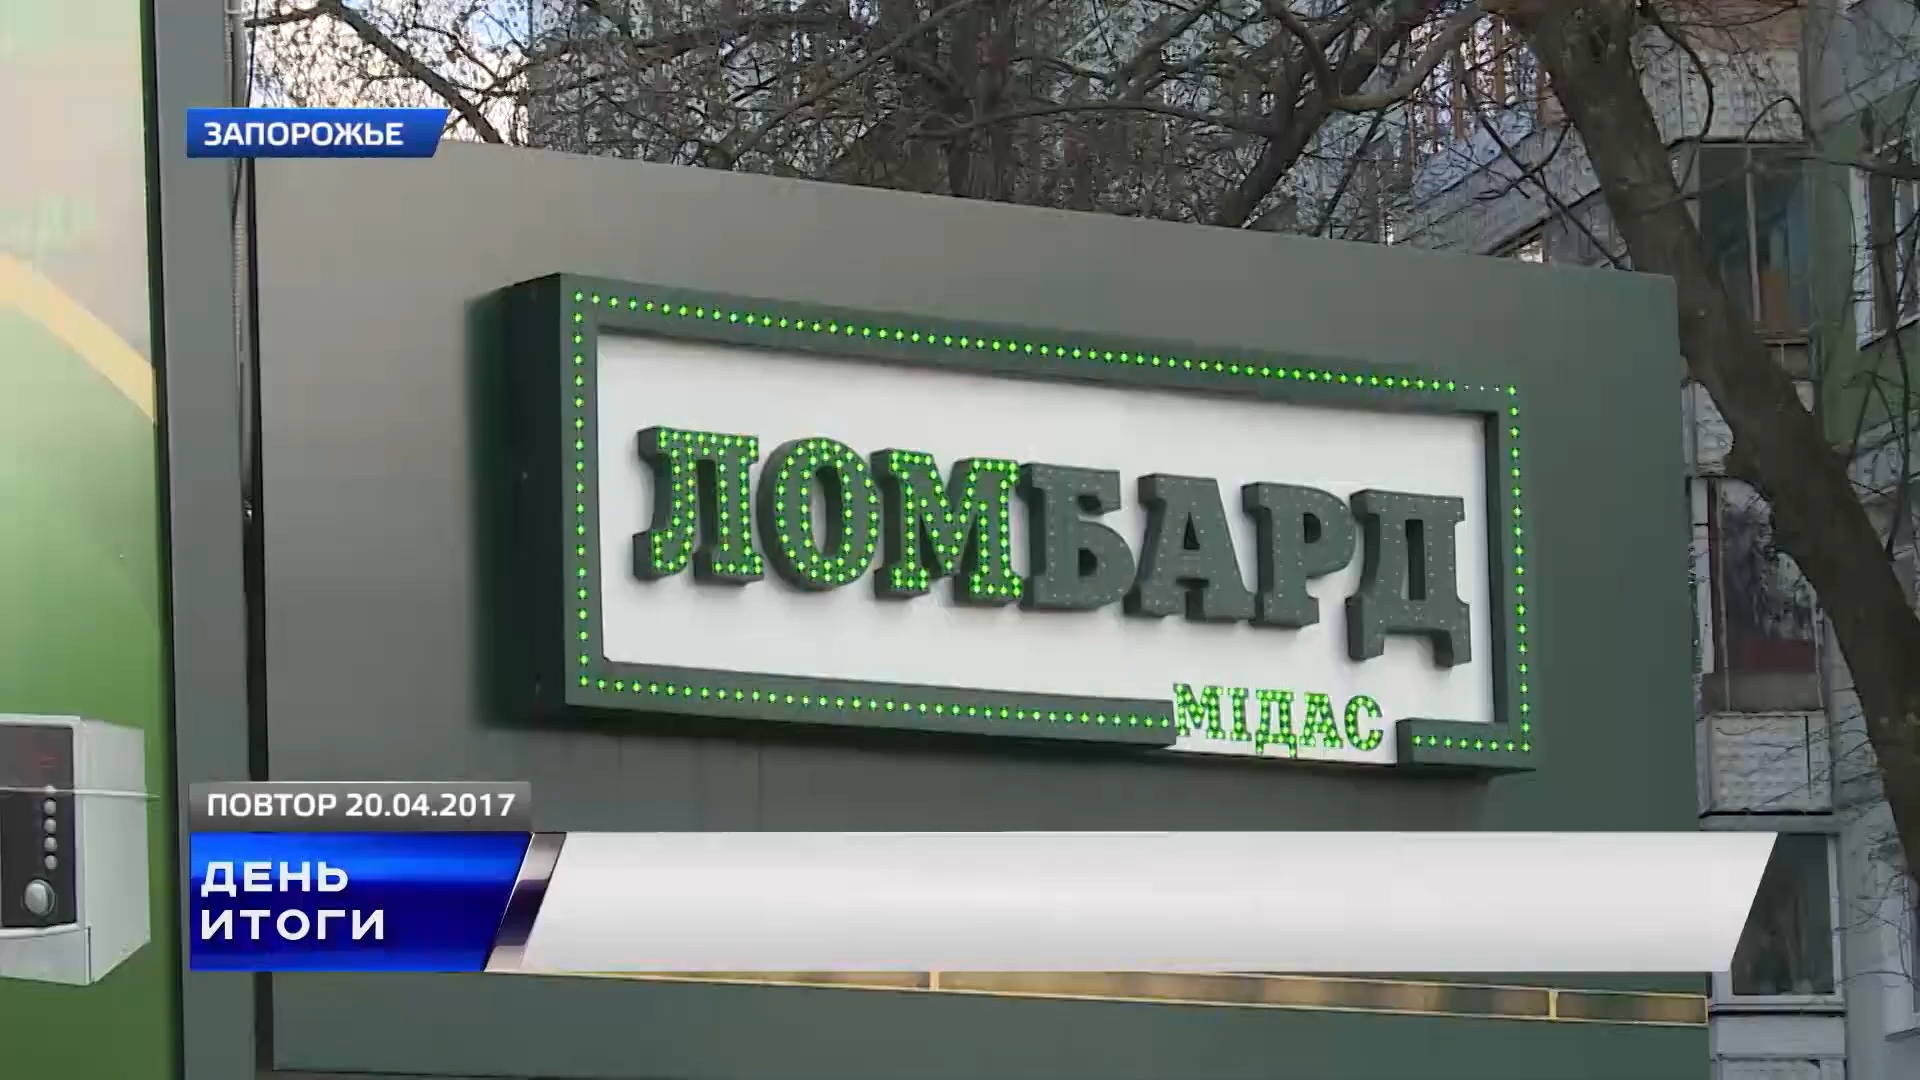 ЗАПОРОЖЬЕ
ЛОМБАРД
МІДАС
ПОВТОР 20.04.2017
ДЕНЬ
ИТОГИ